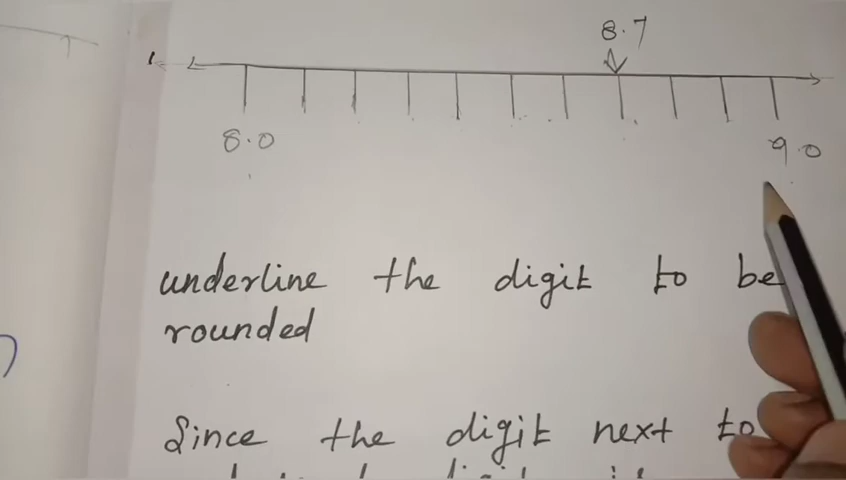 8.7
8.0 9.0
underline the digit to be
rounded
Since the digit next to